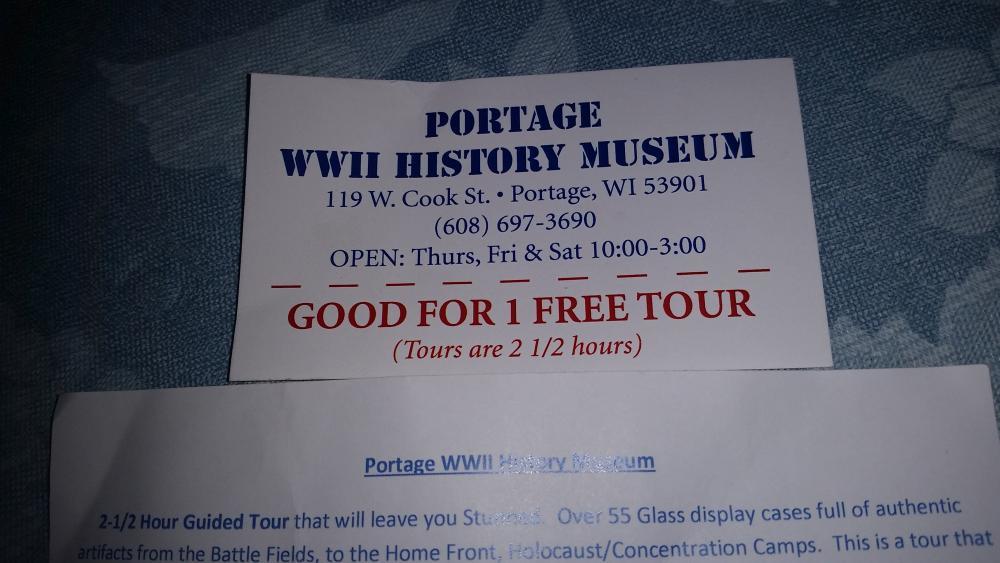 PORTAGE
WWII HISTORY MUSEUM
119 W. Cook St. • Portage, WI 53901
(608) 697-3690
OPEN: Thurs, Fri & Sat 10:00-3:00
GOOD FOR 1 FREE TOUR
(Tours are 2 1/2 hours)
Portage WWII History Museum
2-1/2 Hour Guided Tour that will leave you Stunned. Over 55 Glass display cases full of authentic
artifacts from the Battle Fields, to the Home Front, Holocaust/Concentration Camps. This is a tour that